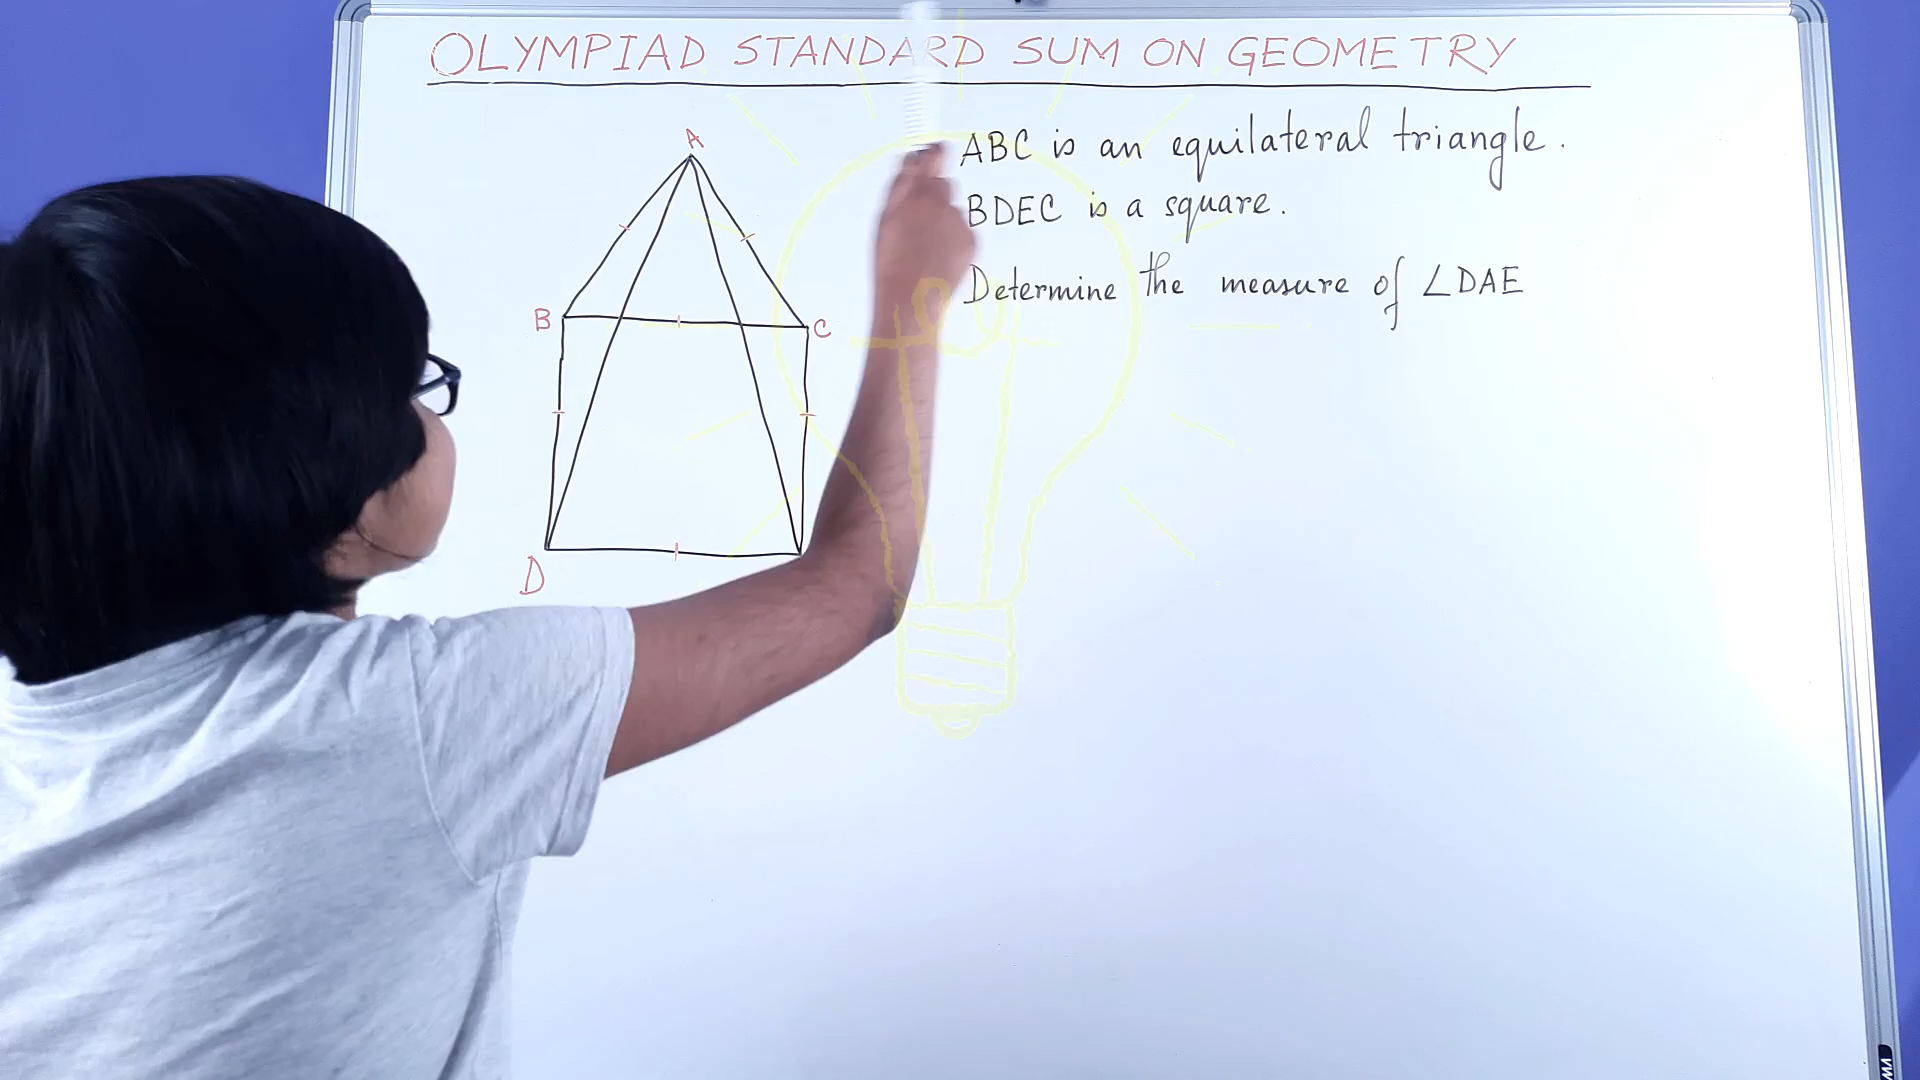 OLYMPIAD STANDARD SUM ON GEOMETRY
A
ABC is an equilateral triangle.
BDEC is a square.
Determine the measure of ∠DAE
B
C
D